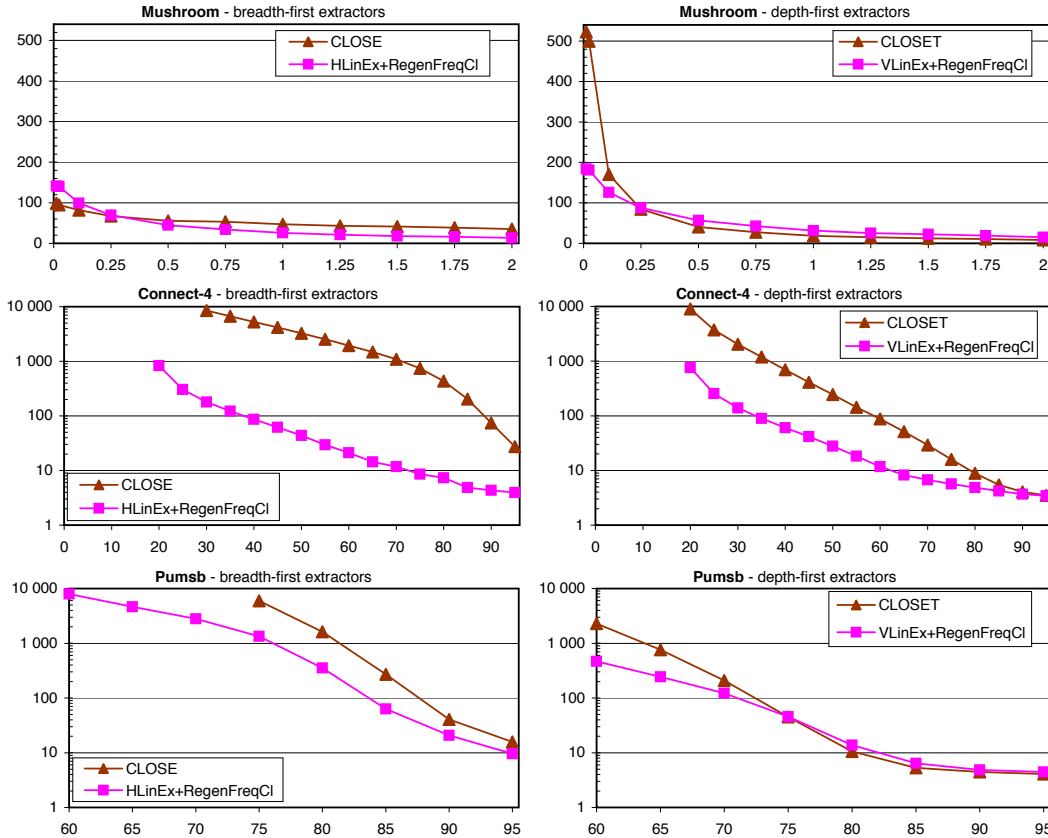 Mushroom - breadth-first extractors
500
400
300
200
100
0
CLOSE
HLinEx+RegenFreqCl
0 0.25 0.5 0.75 1 1.25 1.5 1.75 2
Mushroom - depth-first extractors
500
400
300
200
100
0
CLOSET
VLinEx+RegenFreqCl
0 0.25 0.5 0.75 1 1.25 1.5 1.75 2
Connect-4 - breadth-first extractors
10 000
1 000
100
10
1
CLOSE
HLinEx+RegenFreqCl
0 10 20 30 40 50 60 70 80 90
Connect-4 - depth-first extractors
10 000
1 000
100
10
1
CLOSET
VLinEx+RegenFreqCl
0 10 20 30 40 50 60 70 80 90
Pumsb - breadth-first extractors
10 000
1 000
100
10
1
CLOSE
HLinEx+RegenFreqCl
60 65 70 75 80 85 90 95
Pumsb - depth-first extractors
10 000
1 000
100
10
1
CLOSET
VLinEx+RegenFreqCl
60 65 70 75 80 85 90 95